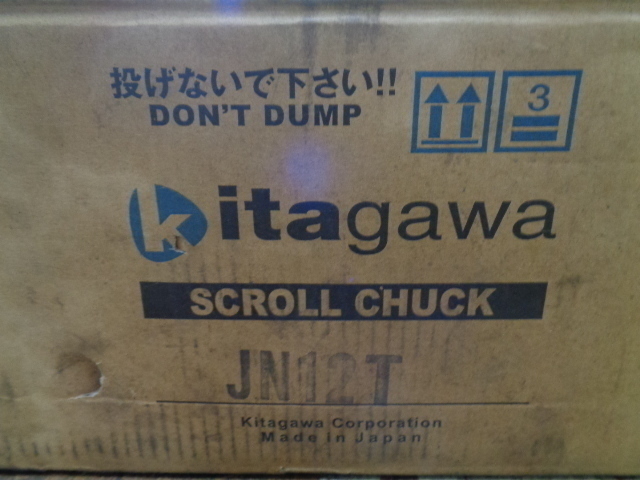 投げないで下さい!!
DON'T DUMP
3
kitagawa
SCROLL CHUCK
JN12T
Kitagawa Corporation
Made in Japan